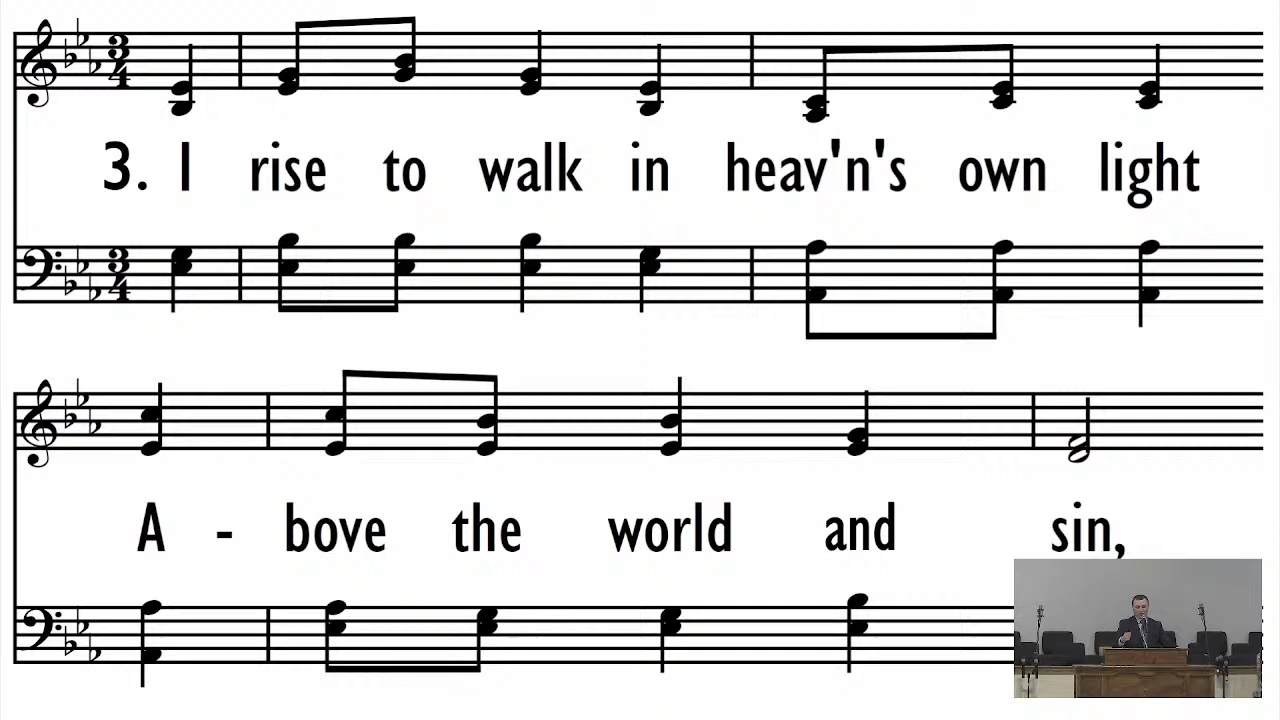 3. I rise to walk in heav'n's own light
A - bove the world and sin,